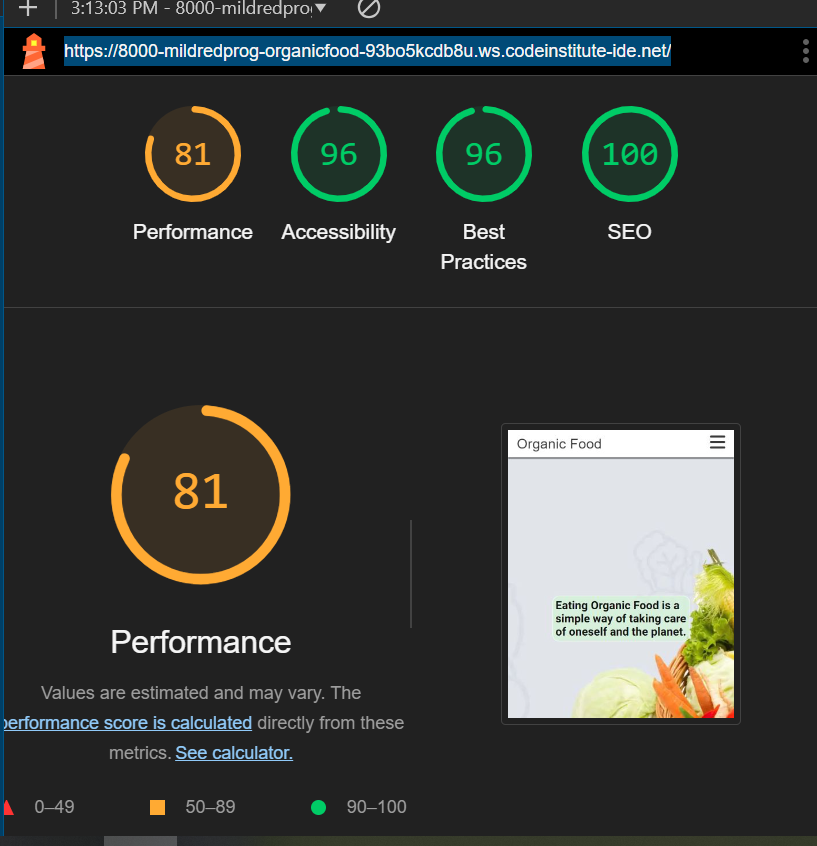 3:13:03 PM - 8000-mildredprog
https://8000-mildredprog-organicfood-93bo5kcdb8u.ws.codeinstitute-ide.net/
81
96
96
100
Performance
Accessibility
Best
Practices
SEO
81
Performance
Values are estimated and may vary. The
performance score is calculated directly from these
metrics. See calculator.
0–49
50–89
90–100
Organic Food
Eating Organic Food is a
simple way of taking care
of oneself and the planet.